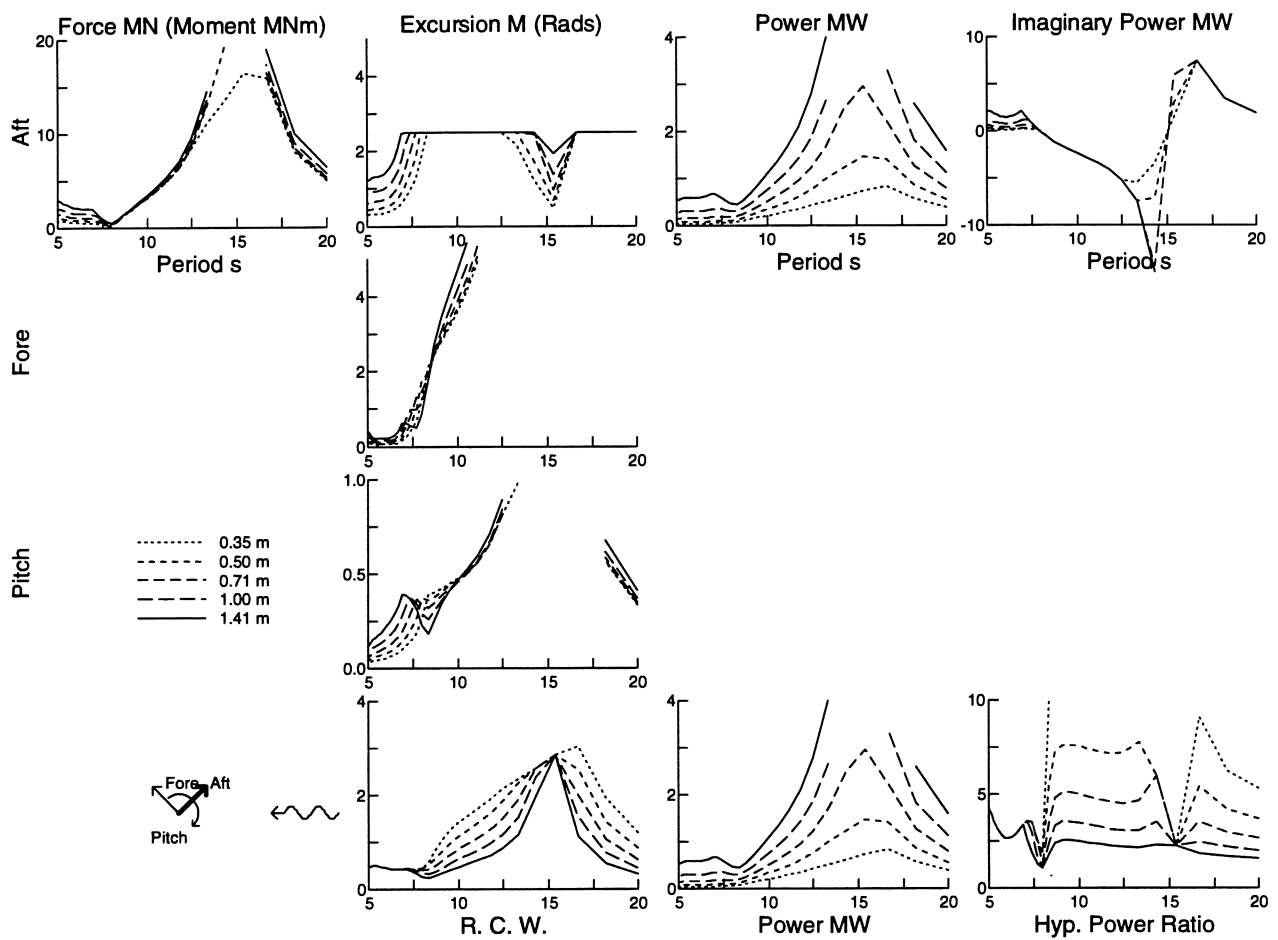 Force MN (Moment MNm)
Excursion M (Rads)
Power MW
Imaginary Power MW
Aft
20
10
0
5 10 15 20
Period s
4
2
0
5 10 15 20
4
2
0
5 10 15 20
Period s
10
0
-10
5 10 15 20
Period s
Fore
4
2
0
5 10 15 20
Pitch
0.35 m
0.50 m
0.71 m
1.00 m
1.41 m
1.0
0.5
0.0
5 10 15 20
Fore Aft
Pitch
4
2
0
5 10 15 20
R. C. W.
4
2
0
5 10 15 20
Power MW
10
5
0
5 10 15 20
Hyp. Power Ratio